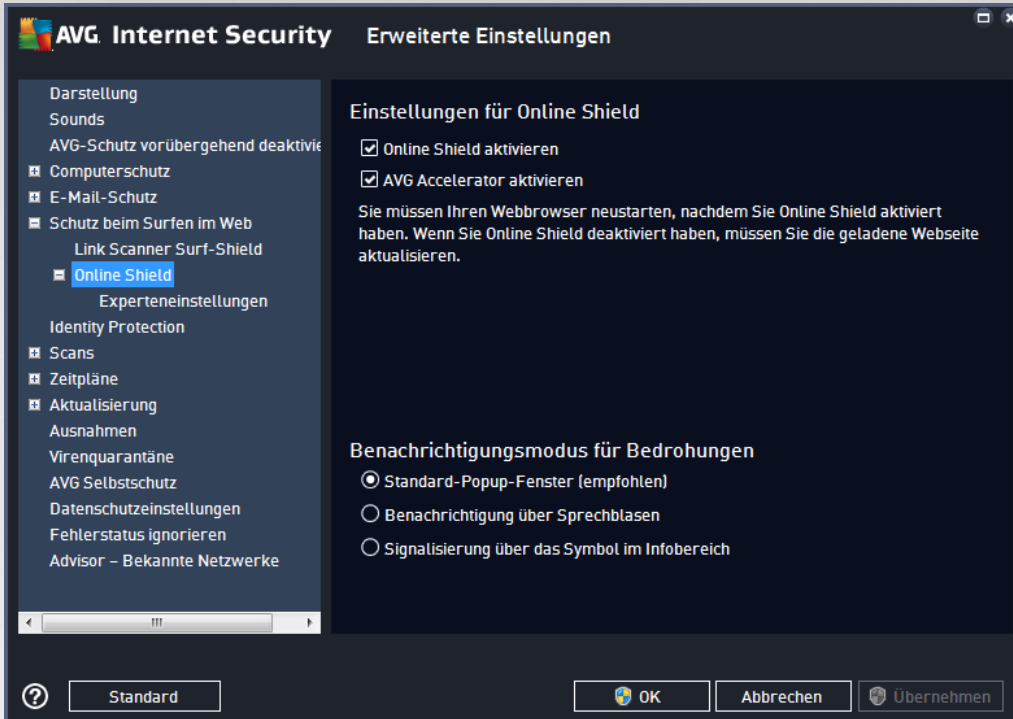 AVG Internet Security Erweiterte Einstellungen
Darstellung
Sounds
AVG-Schutz vorübergehend deaktivie
Computerschutz
E-Mail-Schutz
Schutz beim Surfen im Web
Link Scanner Surf-Shield
Online Shield
Experteneinstellungen
Identity Protection
Scans
Zeitpläne
Aktualisierung
Ausnahmen
Virenquarantäne
AVG Selbstschutz
Datenschutzeinstellungen
Fehlerstatus ignorieren
Advisor – Bekannte Netzwerke
Einstellungen für Online Shield
Online Shield aktivieren
AVG Accelerator aktivieren
Sie müssen Ihren Webbrowser neustarten, nachdem Sie Online Shield aktiviert
haben. Wenn Sie Online Shield deaktiviert haben, müssen Sie die geladene Webseite
aktualisieren.
Benachrichtigungsmodus für Bedrohungen
Standard-Popup-Fenster (empfohlen)
Benachrichtigung über Sprechblasen
Signalisierung über das Symbol im Infobereich
? Standard OK Abbrechen Übernehmen